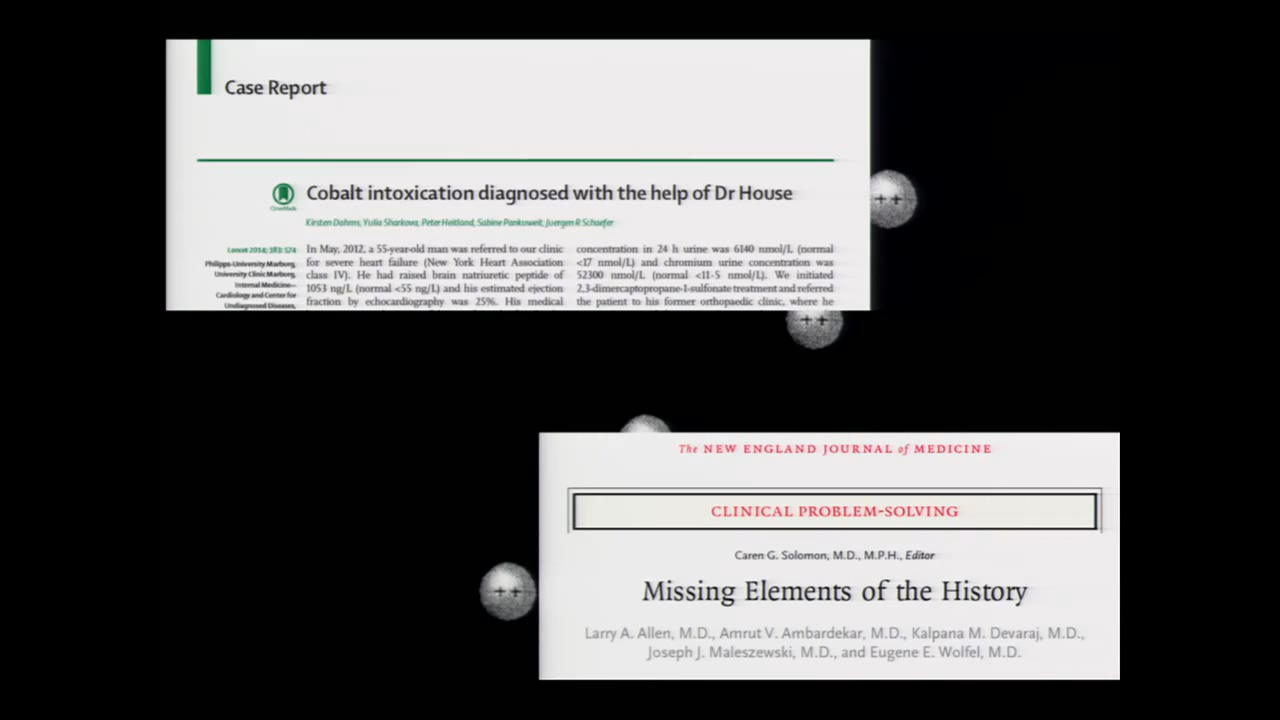 Case Report
Cobalt intoxication diagnosed with the help of Dr House
Kirsten Dahms, Yulia Sharkova, Peter Heitland, Sabine Pankuweit, Juergen R Schaefer
Lancet 2014; 383: 574
Philipps-University Marburg,
University Clinic Marburg,
Internal Medicine—
Cardiology and Center for
Undiagnosed Diseases,
In May, 2012, a 55-year-old man was referred to our clinic
for severe heart failure (New York Heart Association
class IV). He had raised brain natriuretic peptide of
1053 ng/L (normal <55 ng/L) and his estimated ejection
fraction by echocardiography was 25%. His medical
concentration in 24 h urine was 6140 nmol/L (normal
<17 nmol/L) and chromium urine concentration was
52300 nmol/L (normal <11·5 nmol/L). We initiated
2,3-dimercaptopropane-1-sulfonate treatment and referred
the patient to his former orthopaedic clinic, where he
++
++
The NEW ENGLAND JOURNAL of MEDICINE
CLINICAL PROBLEM-SOLVING
Caren G. Solomon, M.D., M.P.H., Editor
++
Missing Elements of the History
Larry A. Allen, M.D., Amrut V. Ambardekar, M.D., Kalpana M. Devaraj, M.D.,
Joseph J. Maleszewski, M.D., and Eugene E. Wolfel, M.D.